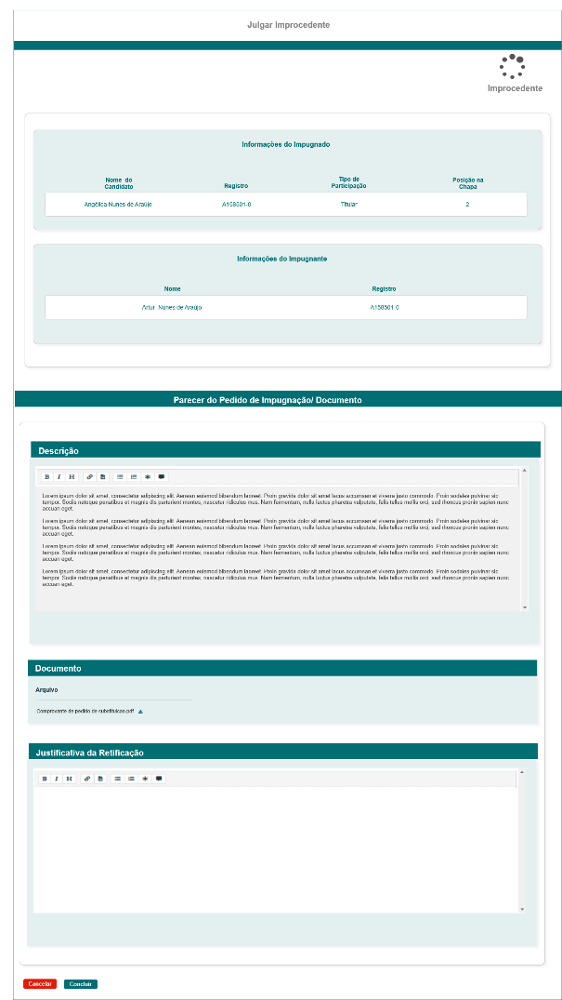 Julgar Improcedente
Improcedente
Informações do Impugnado
Nome do Candidato Registro Tipo de Participação Posição na Chapa
Angélica Nunes de Araújo A158501-0 Titular 2
Informações do Impugnante
Nome Registro
Artur Nunes de Araújo A158501-0
Parecer do Pedido de Impugnação/ Documento
Descrição
B I H
Lorem ipsum dolor sit amet, consectetur adipiscing elit. Aenean euismod bibendum laoreet. Proin gravida dolor sit amet lacus accumsan et viverra justo commodo. Proin sodales pulvinar sic
tempor. Sociis natoque penatibus et magnis dis parturient montes, nascetur ridiculus mus. Nam fermentum, nulla luctus pharetra vulputate, felis tellus mollis orci, sed rhoncus pronin sapien nunc
accuan eget.
Lorem ipsum dolor sit amet, consectetur adipiscing elit. Aenean euismod bibendum laoreet. Proin gravida dolor sit amet lacus accumsan et viverra justo commodo. Proin sodales pulvinar sic
tempor. Sociis natoque penatibus et magnis dis parturient montes, nascetur ridiculus mus. Nam fermentum, nulla luctus pharetra vulputate, felis tellus mollis orci, sed rhoncus pronin sapien nunc
accuan eget.
Lorem ipsum dolor sit amet, consectetur adipiscing elit. Aenean euismod bibendum laoreet. Proin gravida dolor sit amet lacus accumsan et viverra justo commodo. Proin sodales pulvinar sic
tempor. Sociis natoque penatibus et magnis dis parturient montes, nascetur ridiculus mus. Nam fermentum, nulla luctus pharetra vulputate, felis tellus mollis orci, sed rhoncus pronin sapien nunc
accuan eget.
Lorem ipsum dolor sit amet, consectetur adipiscing elit. Aenean euismod bibendum laoreet. Proin gravida dolor sit amet lacus accumsan et viverra justo commodo. Proin sodales pulvinar sic
tempor. Sociis natoque penatibus et magnis dis parturient montes, nascetur ridiculus mus. Nam fermentum, nulla luctus pharetra vulputate, felis tellus mollis orci, sed rhoncus pronin sapien nunc
accuan eget.
Documento
Arquivo
Comprovante de pedido de substituicao.pdf
Justificativa da Retificação
B I H
Cancelar Concluir